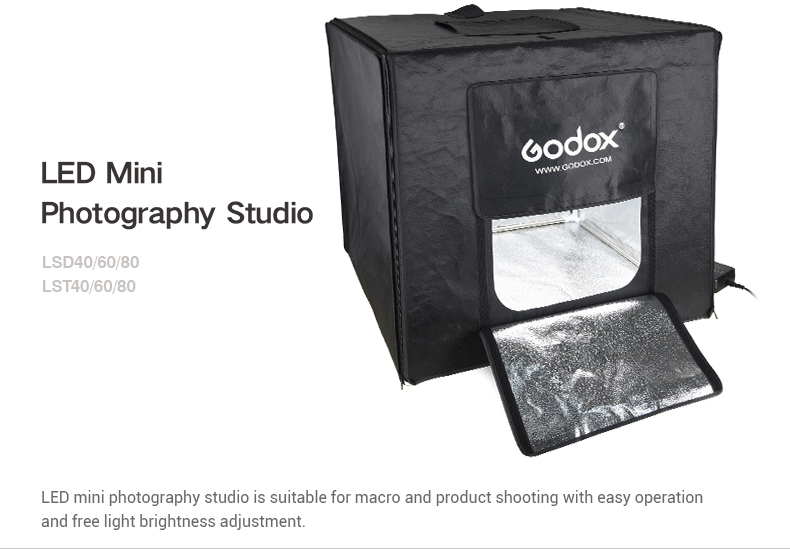 LED Mini
Photography Studio
LSD40/60/80
LST40/60/80
Godox®
WWW.GODOX.COM
LED mini photography studio is suitable for macro and product shooting with easy operation
and free light brightness adjustment.